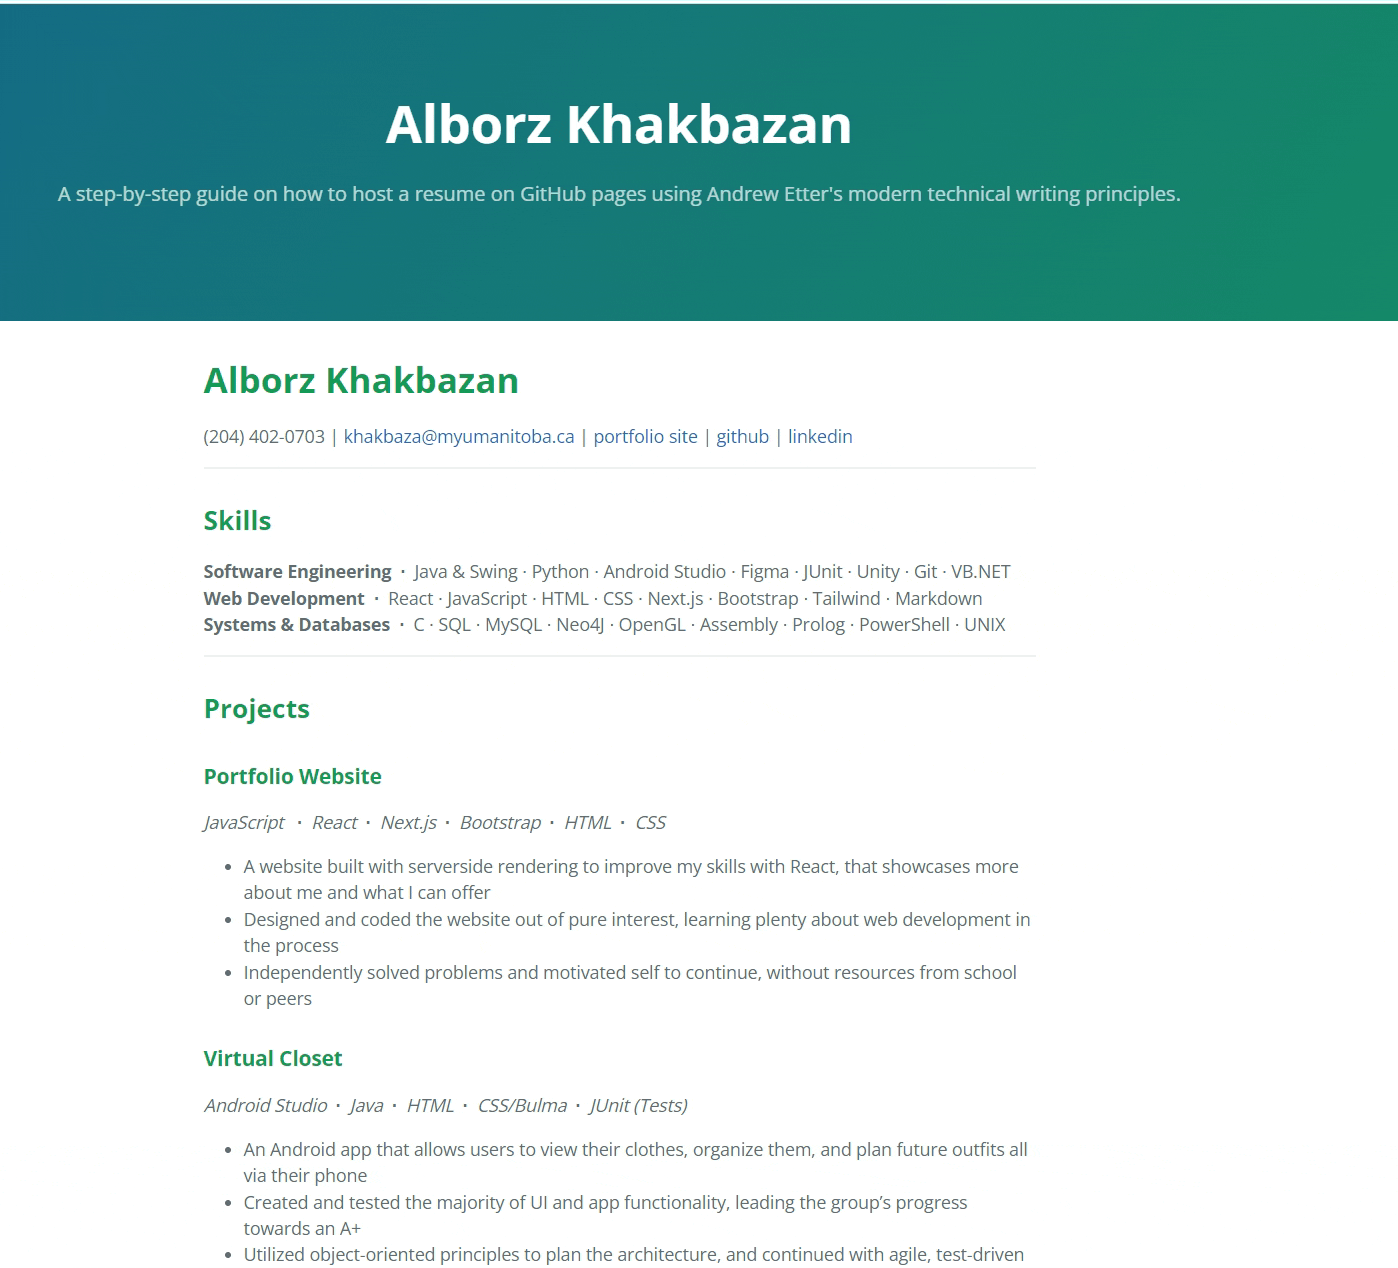 Alborz Khakbazan
A step-by-step guide on how to host a resume on GitHub pages using Andrew Etter's modern technical writing principles.
Alborz Khakbazan
(204) 402-0703 | khakbaza@myumanitoba.ca | portfolio site | github | linkedin
Skills
Software Engineering · Java & Swing · Python · Android Studio · Figma · JUnit · Unity · Git · VB.NET
Web Development · React · JavaScript · HTML · CSS · Next.js · Bootstrap · Tailwind · Markdown
Systems & Databases · C · SQL · MySQL · Neo4J · OpenGL · Assembly · Prolog · PowerShell · UNIX
Projects
Portfolio Website
JavaScript · React · Next.js · Bootstrap · HTML · CSS
• A website built with serverside rendering to improve my skills with React, that showcases more
about me and what I can offer
• Designed and coded the website out of pure interest, learning plenty about web development in
the process
• Independently solved problems and motivated self to continue, without resources from school
or peers
Virtual Closet
Android Studio · Java · HTML · CSS/Bulma · JUnit (Tests)
• An Android app that allows users to view their clothes, organize them, and plan future outfits all
via their phone
• Created and tested the majority of UI and app functionality, leading the group’s progress
towards an A+
• Utilized object-oriented principles to plan the architecture, and continued with agile, test-driven